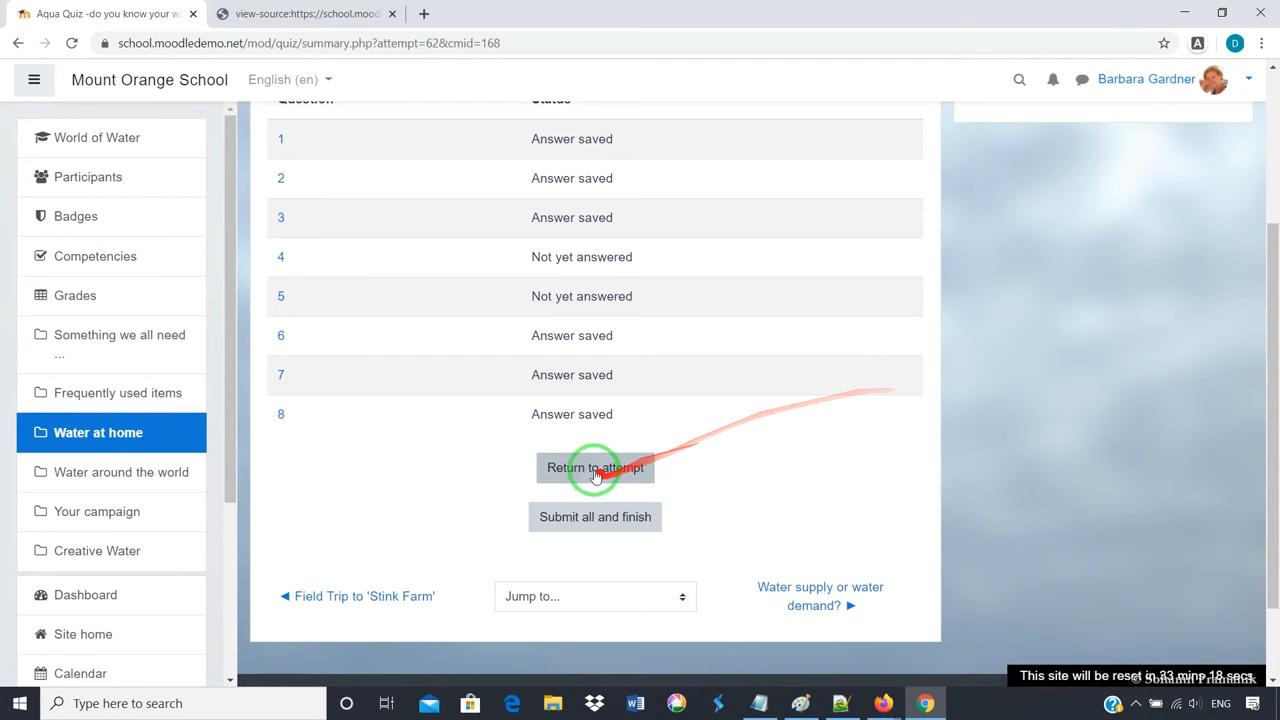 Aqua Quiz -do you know your w
view-source:https://school.mood
school.moodledemo.net/mod/quiz/summary.php?attempt=62&cmid=168
A
D
Mount Orange School
English (en)
Barbara Gardner
Question
Status
1 Answer saved
2 Answer saved
3 Answer saved
4 Not yet answered
5 Not yet answered
6 Answer saved
7 Answer saved
8 Answer saved
Return to attempt
Submit all and finish
◄ Field Trip to 'Stink Farm'
Jump to...
Water supply or water
demand? ►
World of Water
Participants
Badges
Competencies
Grades
Something we all need
...
Frequently used items
Water at home
Water around the world
Your campaign
Creative Water
Dashboard
Site home
Calendar
This site will be reset in 33 min 18 secs
Type here to search
ENG